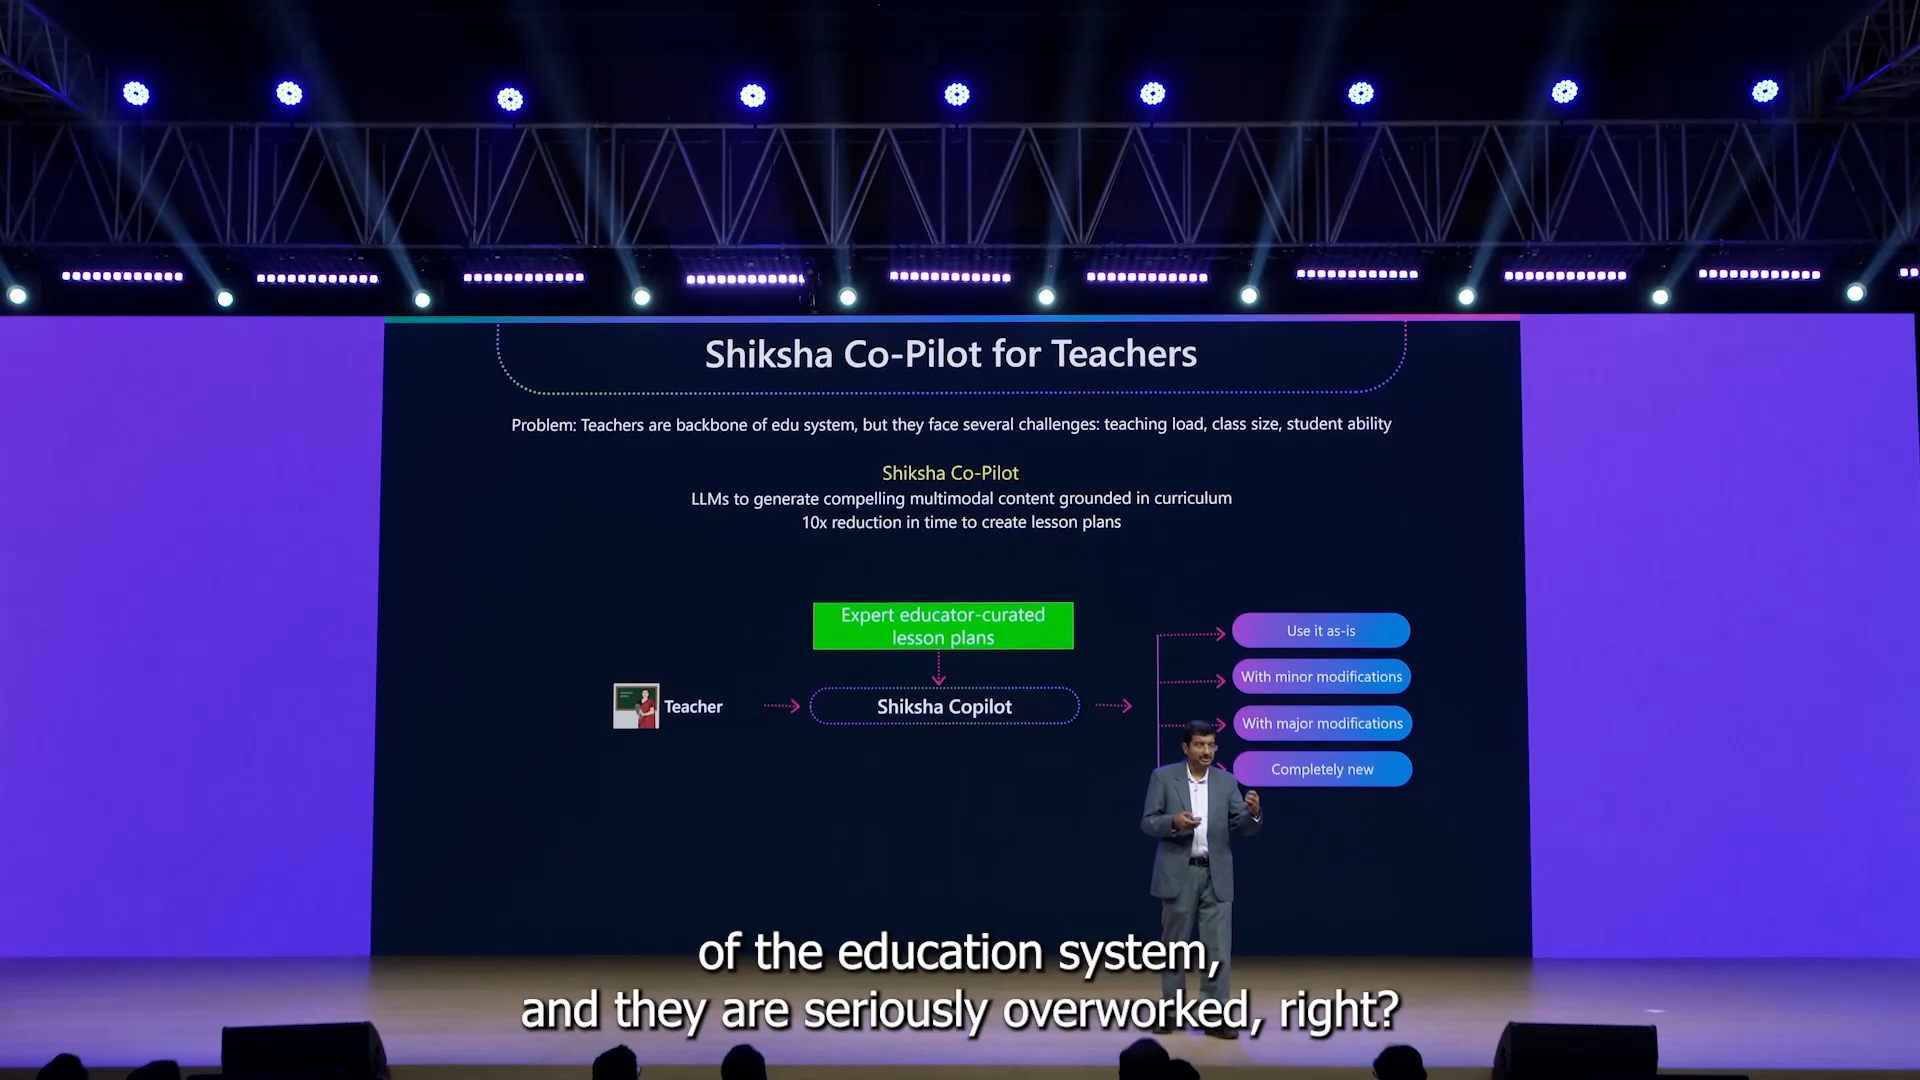 Shiksha Co-Pilot for Teachers
Problem: Teachers are backbone of edu system, but they face several challenges: teaching load, class size, student ability
Shiksha Co-Pilot
LLMs to generate compelling multimodal content grounded in curriculum
10x reduction in time to create lesson plans
Expert educator-curated
lesson plans
Teacher
Shiksha Copilot
Use it as-is
With minor modifications
With major modifications
Completely new
of the education system,
and they are seriously overworked, right?